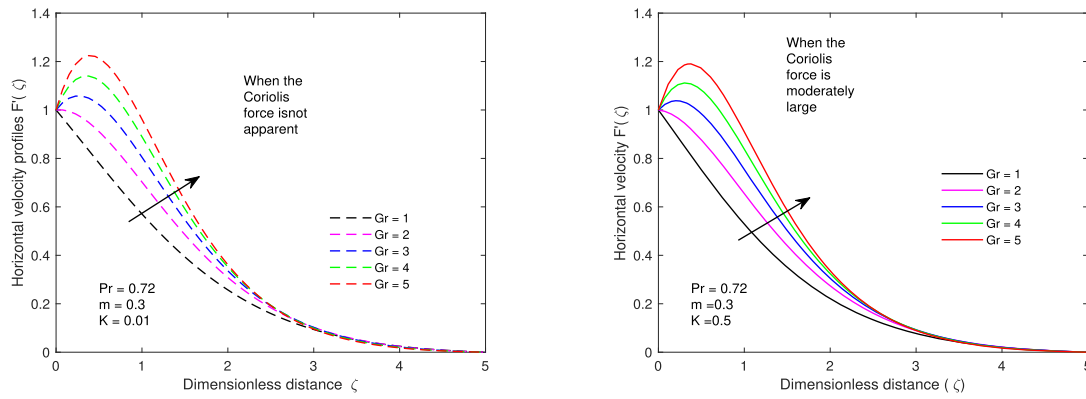 Horizontal velocity profiles F'( ζ)
1.4
1.2
1
0.8
0.6
0.4
0.2
0
When the
Coriolis
force isnot
apparent
Gr = 1
Gr = 2
Gr = 3
Gr = 4
Gr = 5
Pr = 0.72
m = 0.3
K = 0.01
0 1 2 3 4 5
Dimensionless distance ζ
Horizontal velocity F'( ζ)
1.4
1.2
1
0.8
0.6
0.4
0.2
0
When the
Coriolis
force is
moderately
large
Gr = 1
Gr = 2
Gr = 3
Gr = 4
Gr = 5
Pr = 0.72
m =0.3
K =0.5
0 1 2 3 4 5
Dimensionless distance ( ζ)